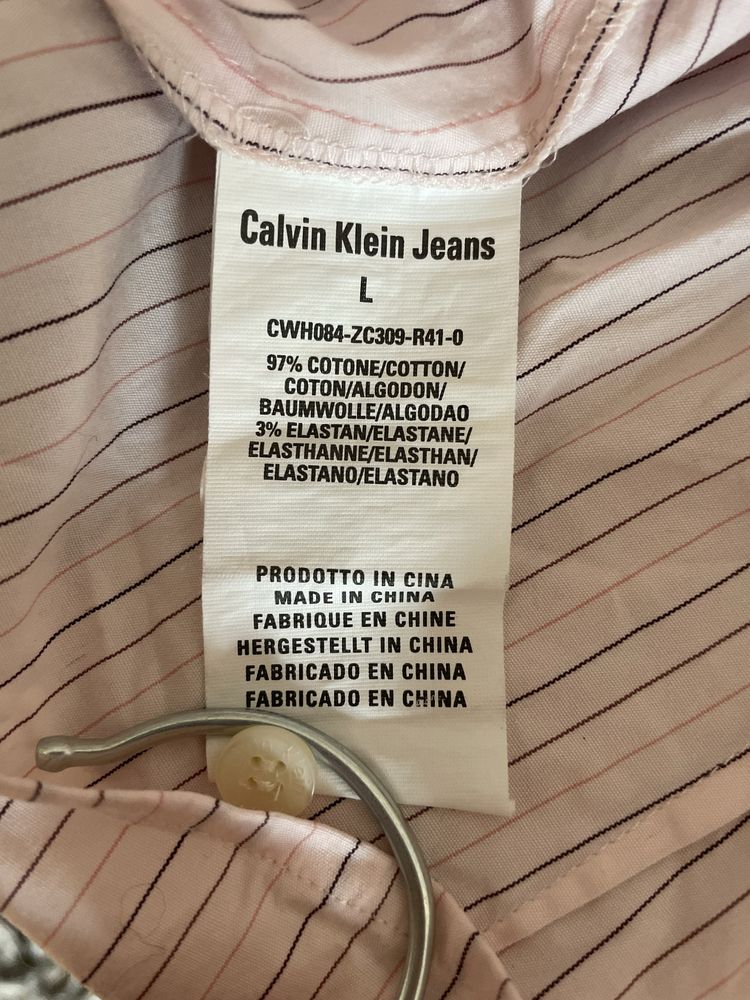 Calvin Klein Jeans
L
CWH084-ZC309-R41-0
97% COTONE/COTTON/
COTON/ALGODON/
BAUMWOLLE/ALGODAO
3% ELASTAN/ELASTANE/
ELASTHANNE/ELASTHAN/
ELASTANO/ELASTANO
PRODOTTO IN CINA
MADE IN CHINA
FABRIQUE EN CHINE
HERGESTELLT IN CHINA
FABRICADO EN CHINA
FABRICADO EN CHINA